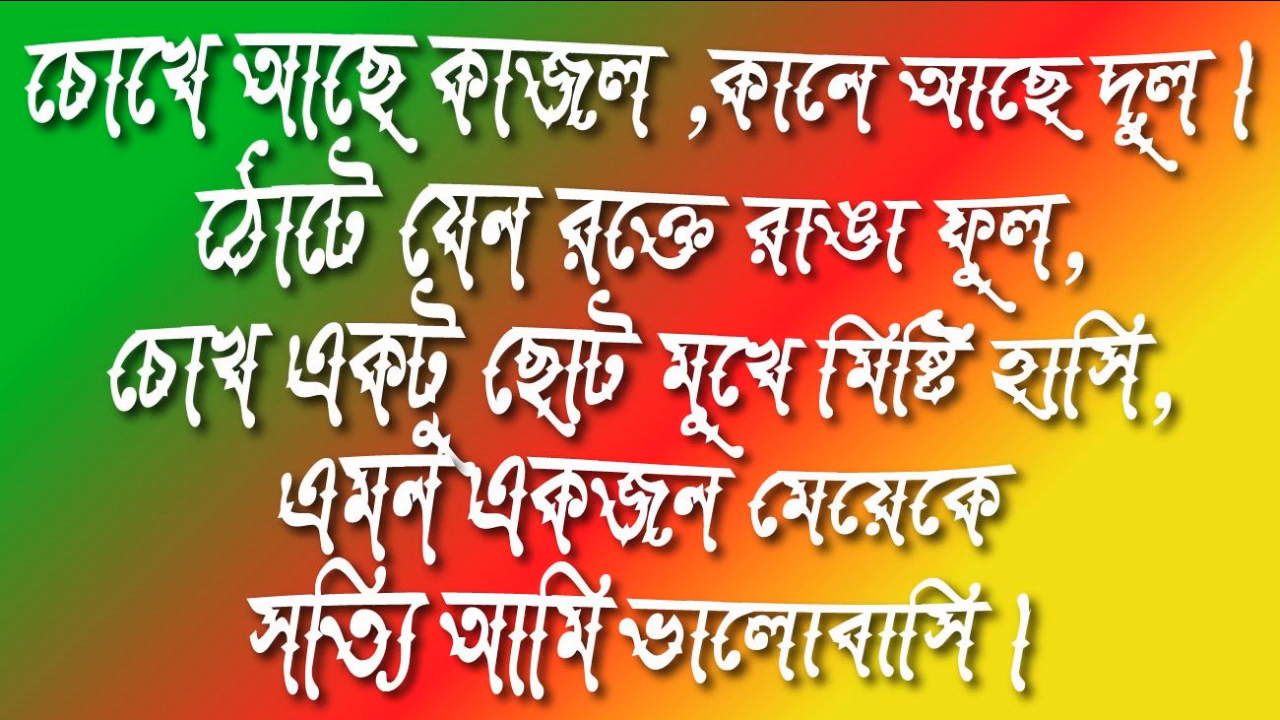 চোখে আছে কাজল ,কানে আছে দুল ।
ঠোটে যেন রক্তে রাঙা ফুল,
চোখ একটু ছোট মুখে মিষ্টি হাসি,
এমন একজন মেয়েকে
সত্যি আমি ভালোবাসি ।